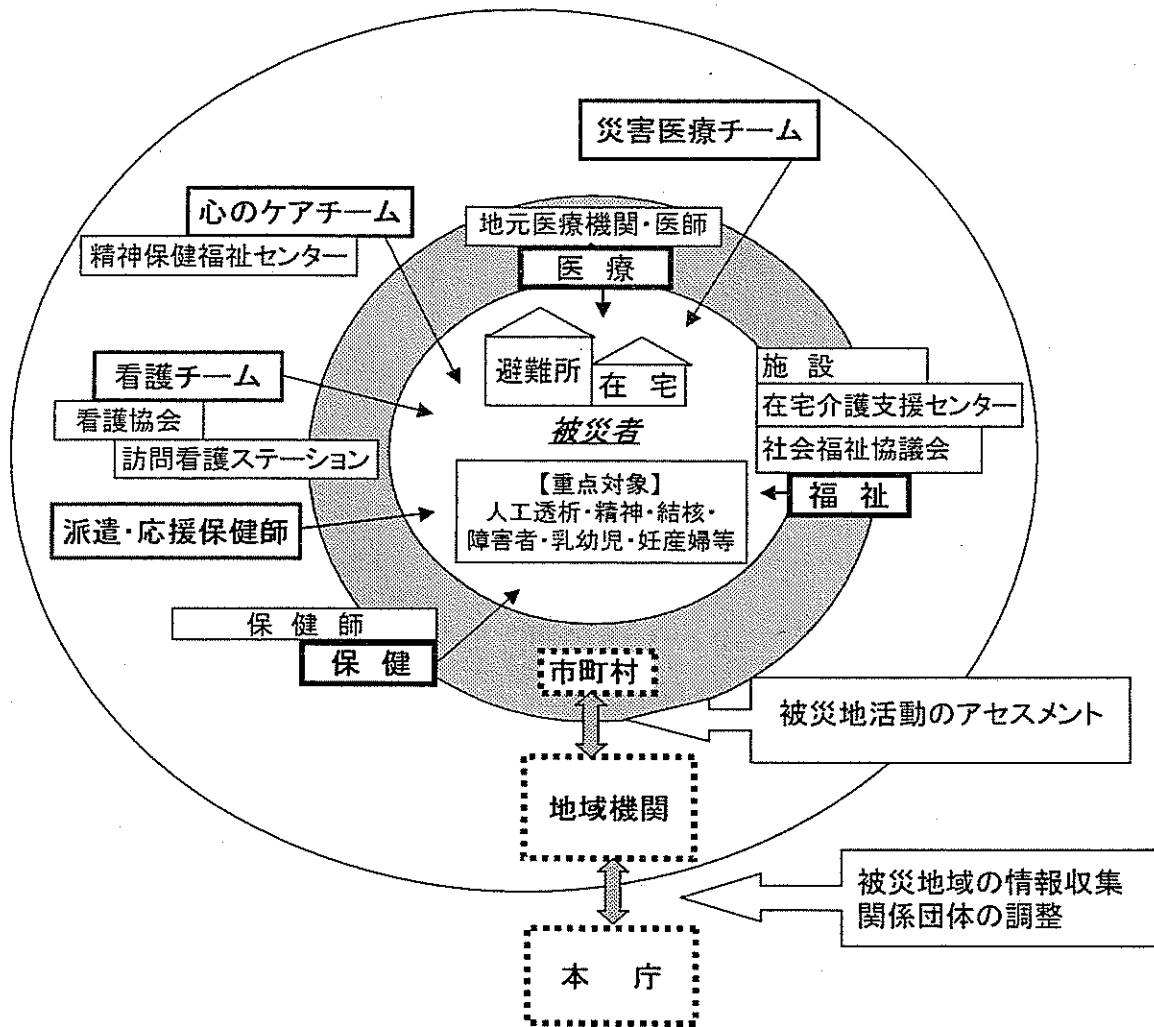 災害医療チーム
心のケアチーム
精神保健福祉センター
地元医療機関・医師
医 療
看護チーム
看護協会
訪問看護ステーション
避難所
在 宅
被災者
施 設
在宅介護支援センター
社会福祉協議会
福 祉
【重点対象】
人工透析・精神・結核・
障害者・乳幼児・妊産婦等
派遣・応援保健師
保 健 師
保 健
市町村
被災地活動のアセスメント
地域機関
被災地域の情報収集
関係団体の調整
本 庁